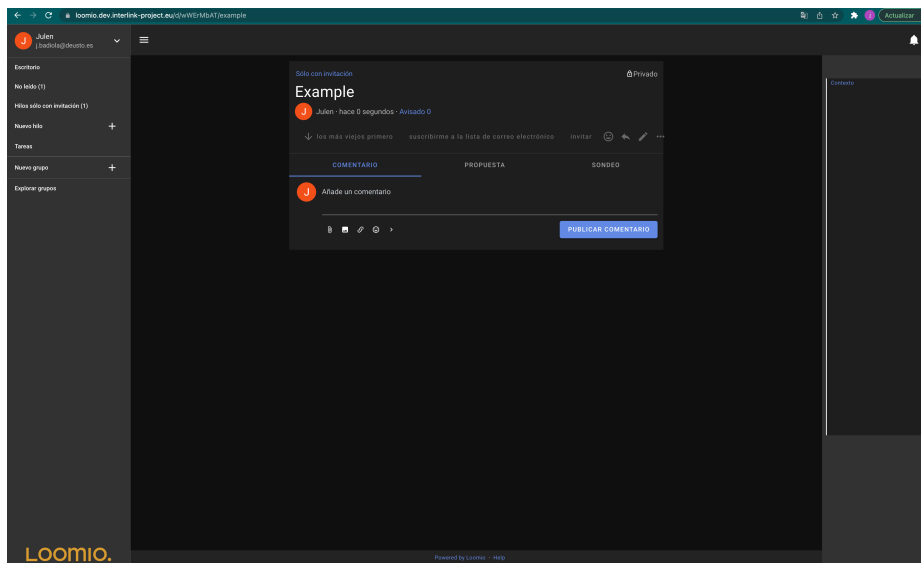 loomio.dev.interlink-project.eu/d/wWErMbAT/example
Actualizar
J
Julen
j.badiola@deusto.es
Escritorio
No leído (1)
Hilos sólo con invitación (1)
Nuevo hilo
Tareas
Nuevo grupo
Explorar grupos
LOOMIO.
Sólo con invitación
Privado
Example
J
Julen · hace 0 segundos · Avisado 0
los más viejos primero suscribirme a la lista de correo electrónico invitar
COMENTARIO PROPUESTA SONDEO
J
Añade un comentario
PUBLICAR COMENTARIO
Contexto
Powered by Loomio · Help